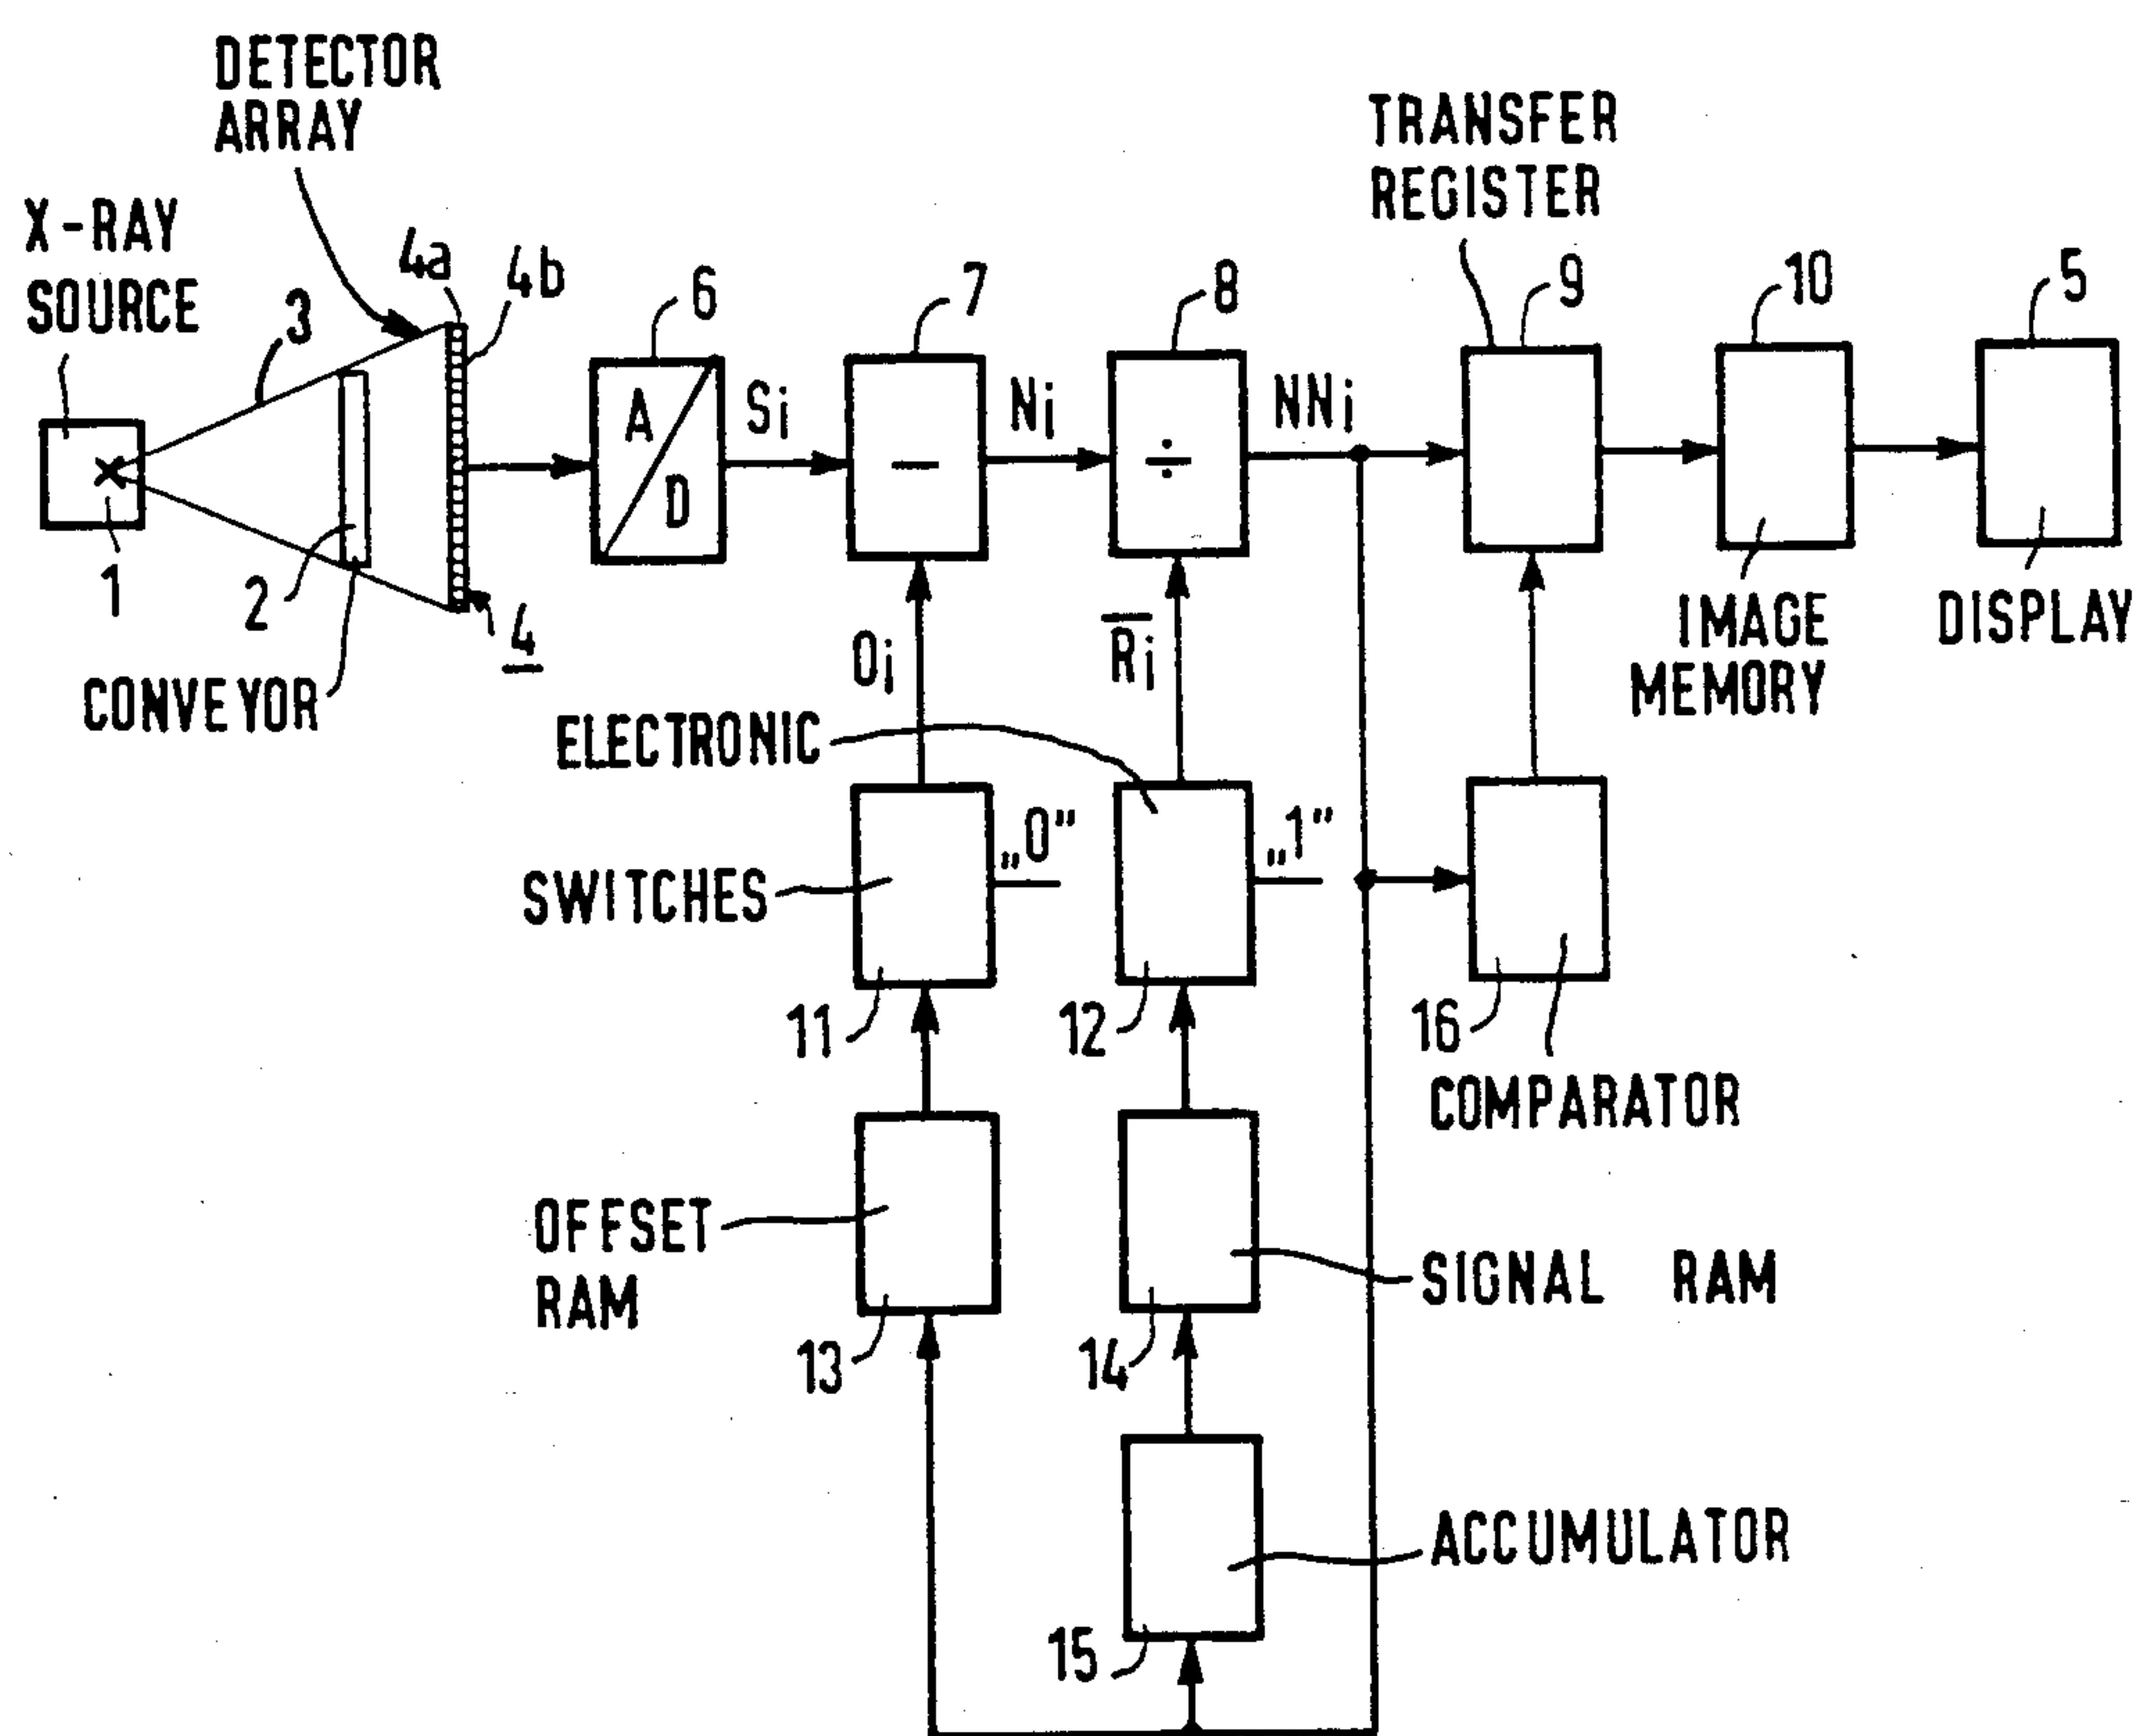 DETECTOR
ARRAY
TRANSFER
REGISTER
X-RAY
SOURCE
3
4a
4b
6
7
8
9
10
5
A
D
Si
–
Ni
÷
NNi
1
2
4
CONVEYOR
Oi
R̅i
IMAGE
MEMORY
DISPLAY
ELECTRONIC
SWITCHES
„0”
„1”
11
12
16
COMPARATOR
OFFSET
RAM
SIGNAL RAM
13
14
ACCUMULATOR
15